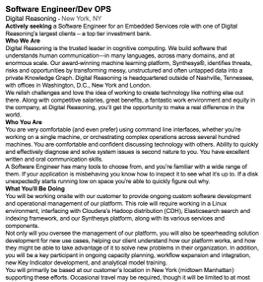 Software Engineer/Dev OPS
Digital Reasoning - New York, NY
Actively seeking a Software Engineer for an Embedded Services role with one of Digital
Reasoning's largest clients – a top tier investment bank.
Who We Are
Digital Reasoning is the trusted leader in cognitive computing. We build software that
understands human communication—in many languages, across many domains, and at
enormous scale. Our award-winning machine learning platform, Synthesys®, identifies threats,
risks and opportunities by transforming messy, unstructured and often untapped data into a
private Knowledge Graph. Digital Reasoning is headquartered outside of Nashville, Tennessee,
with offices in Washington, D.C., New York and London.
We relish challenges and love the idea of working to create technology like nothing else out
there. Along with competitive salaries, great benefits, a fantastic work environment and equity in
the company, at Digital Reasoning, you'll get the opportunity to make a real difference in the
world.
Who You Are
You are very comfortable (and even prefer) using command line interfaces, whether you're
working on a single machine, or orchestrating complex operations across several hundred
machines. You are comfortable and confident discussing technology with others. Ability to quickly
and effectively diagnose and solve system issues is second nature to you. You have excellent
written and oral communication skills.
A Software Engineer has many tools to choose from, and you're familiar with a wide range of
them. If your application is misbehaving you know how to inspect it to see what it's up to. If a disk
unexpectedly starts running low on space you're able to quickly figure out why.
What You'll Be Doing
You will be working onsite with our customer to provide ongoing custom software development
and operational management of our platform. This role will require working in a Linux
environment, interfacing with Cloudera's Hadoop distribution (CDH), Elasticsearch search and
indexing framework, and our Synthesys platform, along with its various services and
components.
Not only will you oversee the management of our platform, you will also be spearheading solution
development for new use cases, helping our client understand how our platform works, and how
they might be able to take advantage of it to solve new problems in their organization. In addition,
you will be a key participant in ongoing capacity planning, workflow expansion and integration,
new Key Indicator development, and analytical model training.
You will primarily be based at our customer's location in New York (midtown Manhattan)
supporting these efforts. Occasional travel may be required, though it will be limited to at most